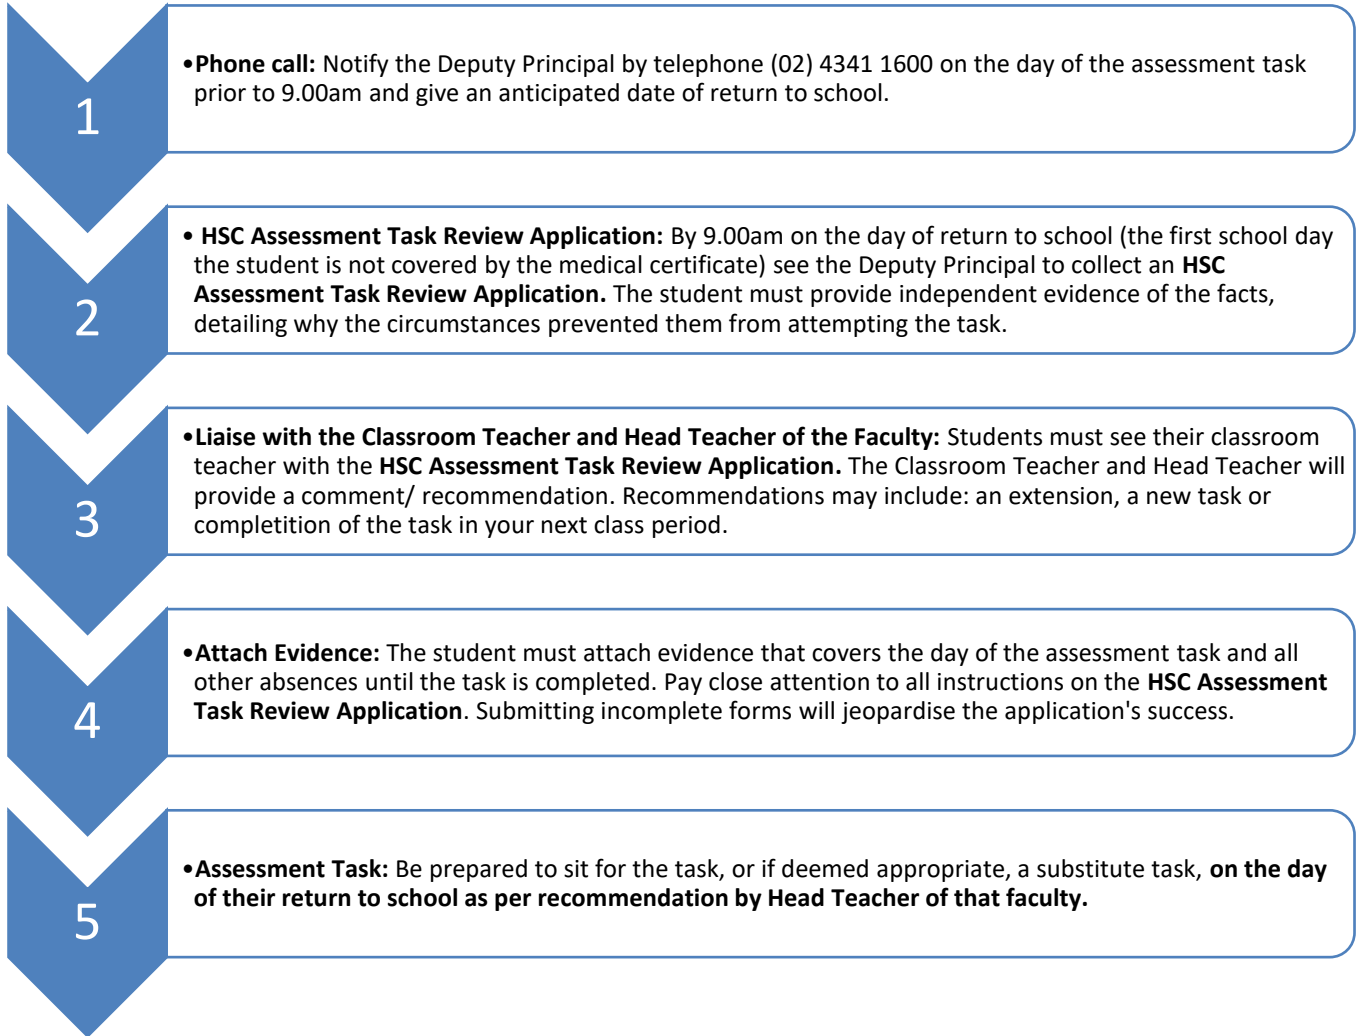 1
•Phone call: Notify the Deputy Principal by telephone (02) 4341 1600 on the day of the assessment task
prior to 9.00am and give an anticipated date of return to school.
2
• HSC Assessment Task Review Application: By 9.00am on the day of return to school (the first school day
the student is not covered by the medical certificate) see the Deputy Principal to collect an HSC
Assessment Task Review Application. The student must provide independent evidence of the facts,
detailing why the circumstances prevented them from attempting the task.
3
•Liaise with the Classroom Teacher and Head Teacher of the Faculty: Students must see their classroom
teacher with the HSC Assessment Task Review Application. The Classroom Teacher and Head Teacher will
provide a comment/ recommendation. Recommendations may include: an extension, a new task or
completition of the task in your next class period.
4
•Attach Evidence: The student must attach evidence that covers the day of the assessment task and all
other absences until the task is completed. Pay close attention to all instructions on the HSC Assessment
Task Review Application. Submitting incomplete forms will jeopardise the application's success.
5
•Assessment Task: Be prepared to sit for the task, or if deemed appropriate, a substitute task, on the day
of their return to school as per recommendation by Head Teacher of that faculty.